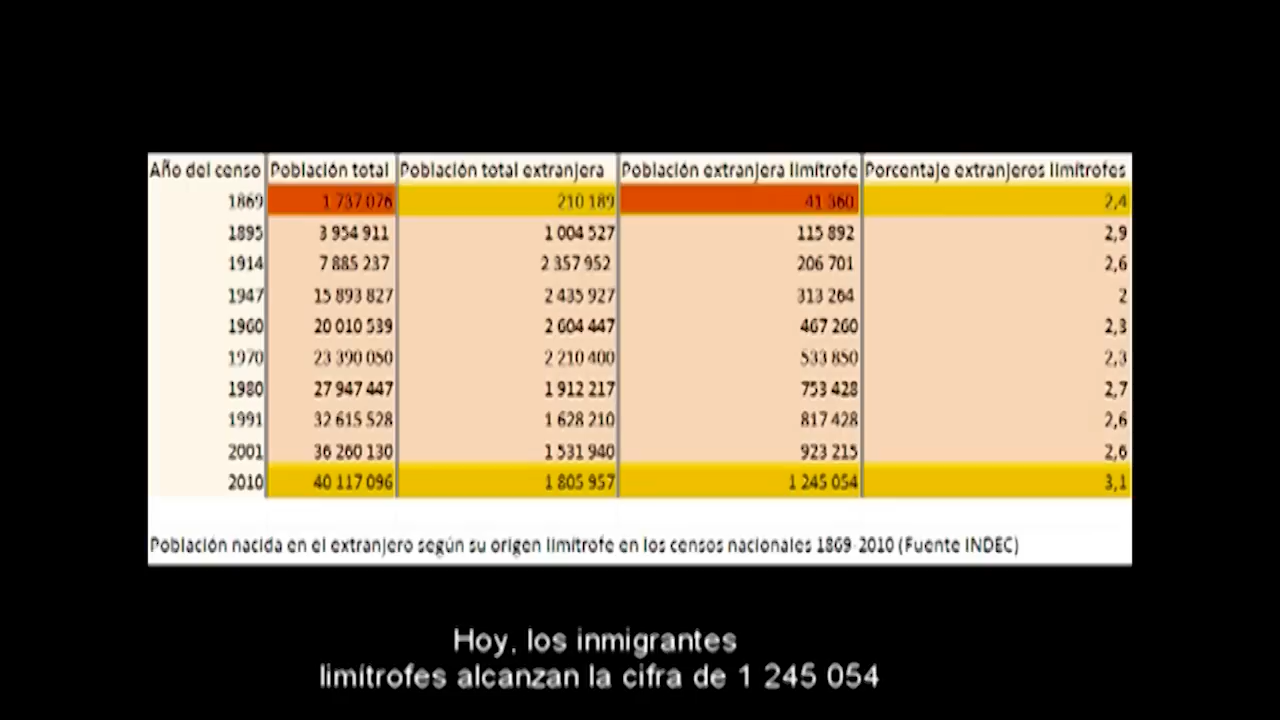 Año del censo Población total Población total extranjera Población extranjera limítrofe Porcentaje extranjeros limítrofes
1869 1 737 076 210 189 41 360 2,4
1895 3 954 911 1 004 527 115 892 2,9
1914 7 885 237 2 357 952 206 701 2,6
1947 15 893 827 2 435 927 313 264 2
1960 20 010 539 2 604 447 467 260 2,3
1970 23 390 050 2 210 400 533 850 2,3
1980 27 947 447 1 912 217 753 428 2,7
1991 32 615 528 1 628 210 817 428 2,6
2001 36 260 130 1 531 940 923 215 2,6
2010 40 117 096 1 805 957 1 245 054 3,1
Población nacida en el extranjero según su origen limítrofe en los censos nacionales 1869-2010 (Fuente INDEC)
Hoy, los inmigrantes
limítrofes alcanzan la cifra de 1 245 054